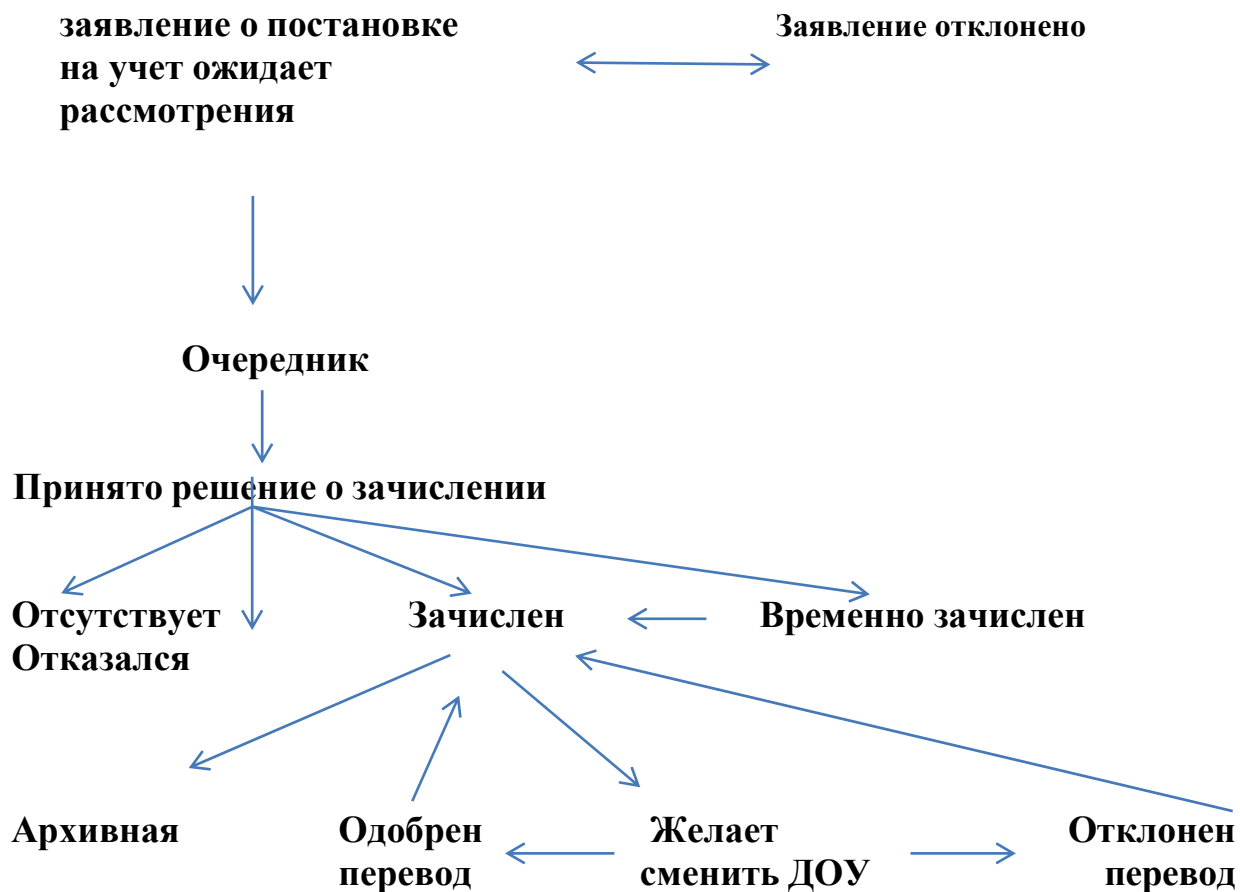 заявление о постановке
на учет ожидает
рассмотрения
Заявление отклонено
Очередник
Принято решение о зачислении
Отсутствует
Отказался
Зачислен
Временно зачислен
Архивная
Одобрен
перевод
Желает
сменить ДОУ
Отклонен
перевод